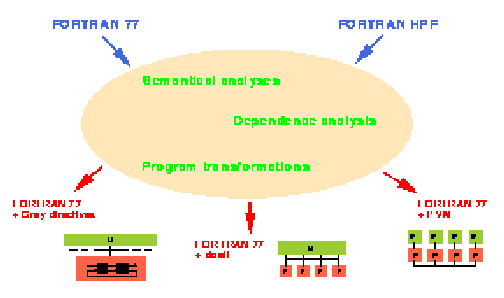 FORTRAN 77
FORTRAN HPF
Semantical analyses
Dependence analysis
Program transformations
FORTRAN 77
+ Cray directives
FORTRAN 77
+ doall
FORTRAN 77
+ PVM
M
M
P P P P
P P P P